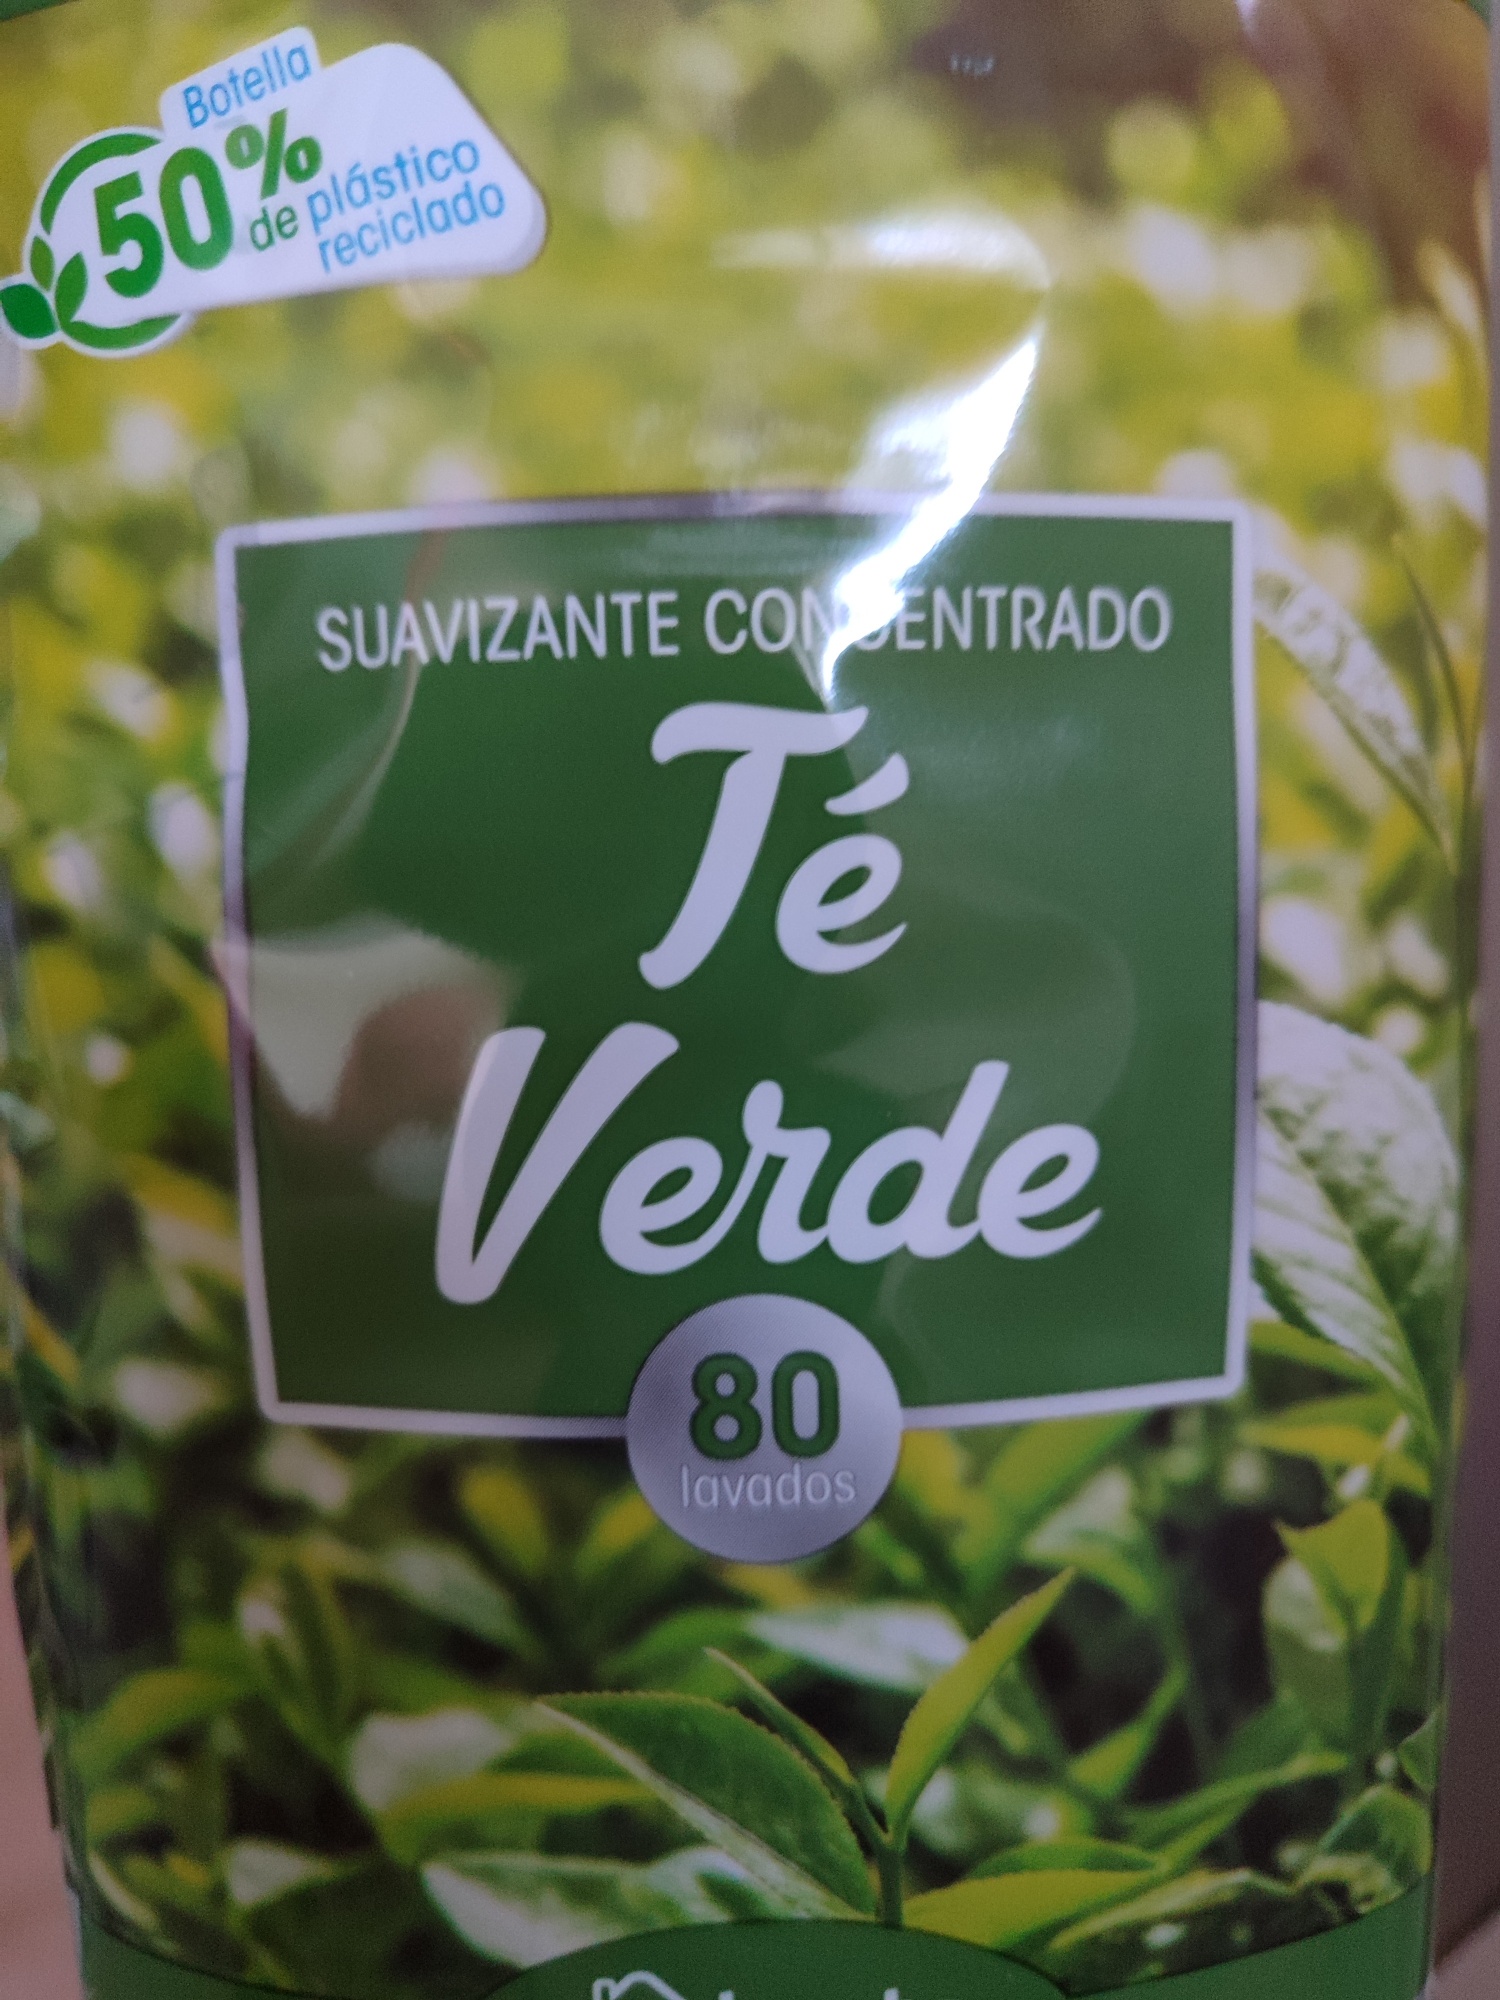 Botella
50%
de plástico
reciclado
SUAVIZANTE CONCENTRADO
Té
Verde
80
lavados